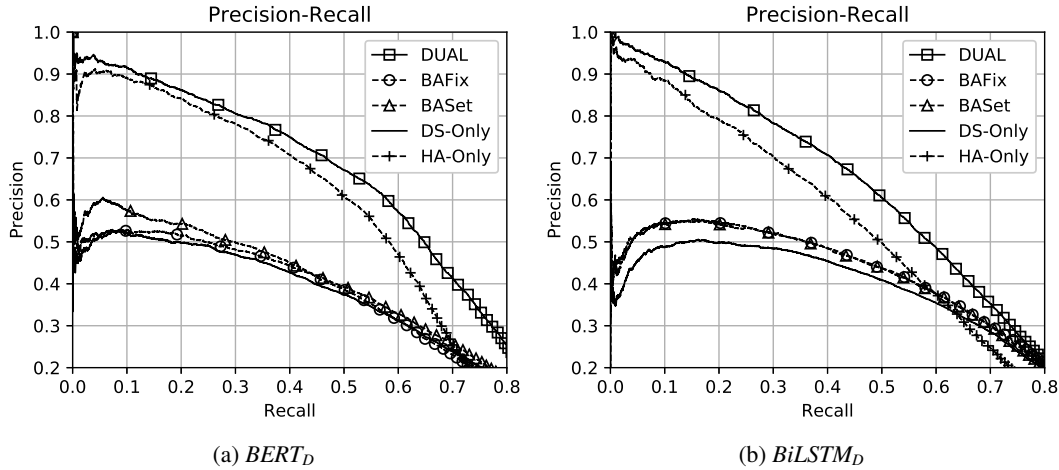 Precision-Recall
1.0
0.9
0.8
0.7
0.6
0.5
0.4
0.3
0.2
Precision
0.0 0.1 0.2 0.3 0.4 0.5 0.6 0.7 0.8
Recall
DUAL
BAFix
BASet
DS-Only
HA-Only
(a) BERT_D
Precision-Recall
1.0
0.9
0.8
0.7
0.6
0.5
0.4
0.3
0.2
Precision
0.0 0.1 0.2 0.3 0.4 0.5 0.6 0.7 0.8
Recall
DUAL
BAFix
BASet
DS-Only
HA-Only
(b) BiLSTM_D